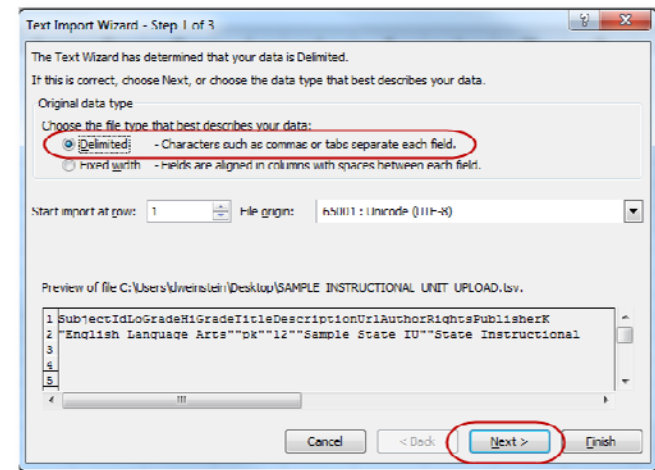 Text Import Wizard - Step 1 of 3
The Text Wizard has determined that your data is Delimited.
If this is correct, choose Next, or choose the data type that best describes your data.
Original data type
Choose the file type that best describes your data:
Delimited - Characters such as commas or tabs separate each field.
Fixed width - Fields are aligned in columns with spaces between each field.
Start import at row: 1 File origin: 65001 : Unicode (UTF-8)
Preview of file C:\Users\dweinstein\Desktop\SAMPLE INSTRUCTIONAL UNIT UPLOAD.tsv.
1 SubjectIdLoGradeHiGradeTitleDescriptionUrlAuthorRightsPublisherK
2 "English Language Arts""pk""12""Sample State IU""State Instructional
3
4
5
Cancel < Back Next > Finish